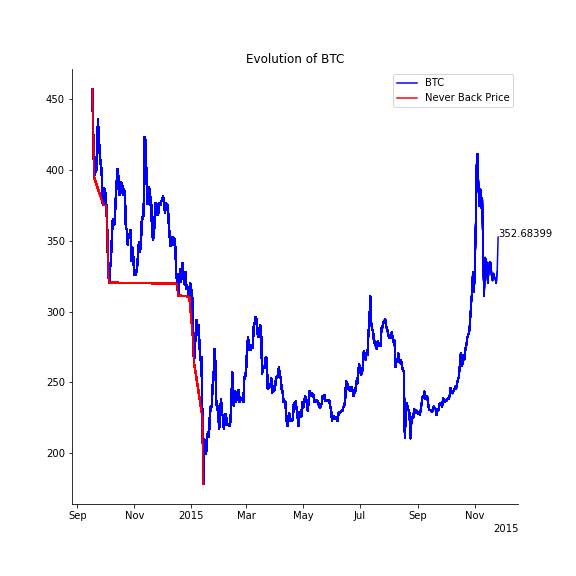 Evolution of BTC
BTC
Never Back Price
450
400
350
300
250
200
352.68399
Sep
Nov
2015
Mar
May
Jul
Sep
Nov
2015